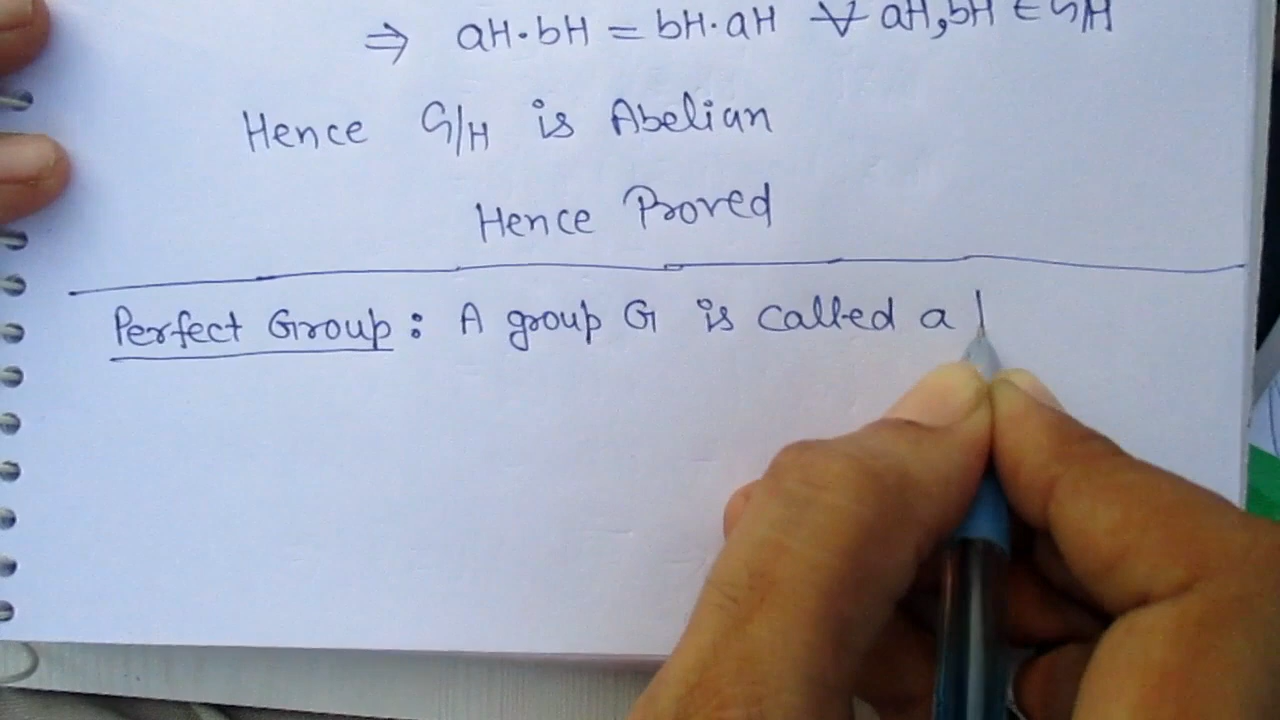 ⇒ aH·bH = bH·aH ∀ aH,bH ∈ G/H
Hence G/H is Abelian
Hence Proved
Perfect Group : A group G is called a